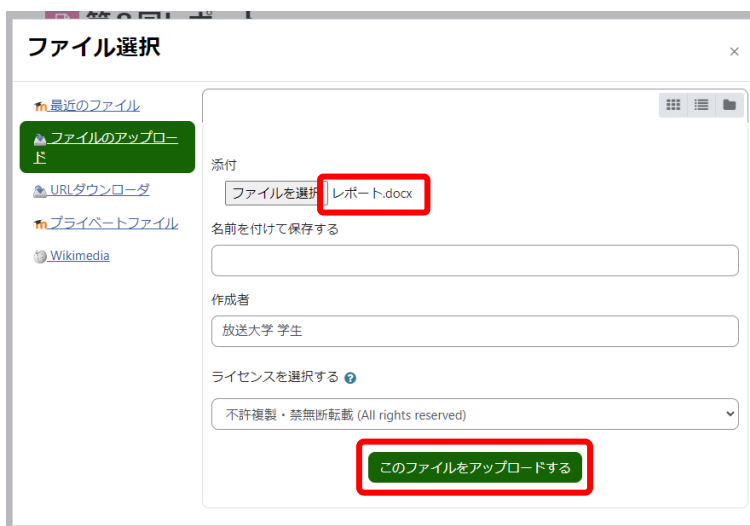 第8回レポート
ファイル選択
×
最近のファイル
ファイルのアップロー
ド
URLダウンローダ
プライベートファイル
Wikimedia
添付
ファイルを選択 レポート.docx
名前を付けて保存する
作成者
放送大学 学生
ライセンスを選択する ?
不許複製・禁無断転載 (All rights reserved)
このファイルをアップロードする